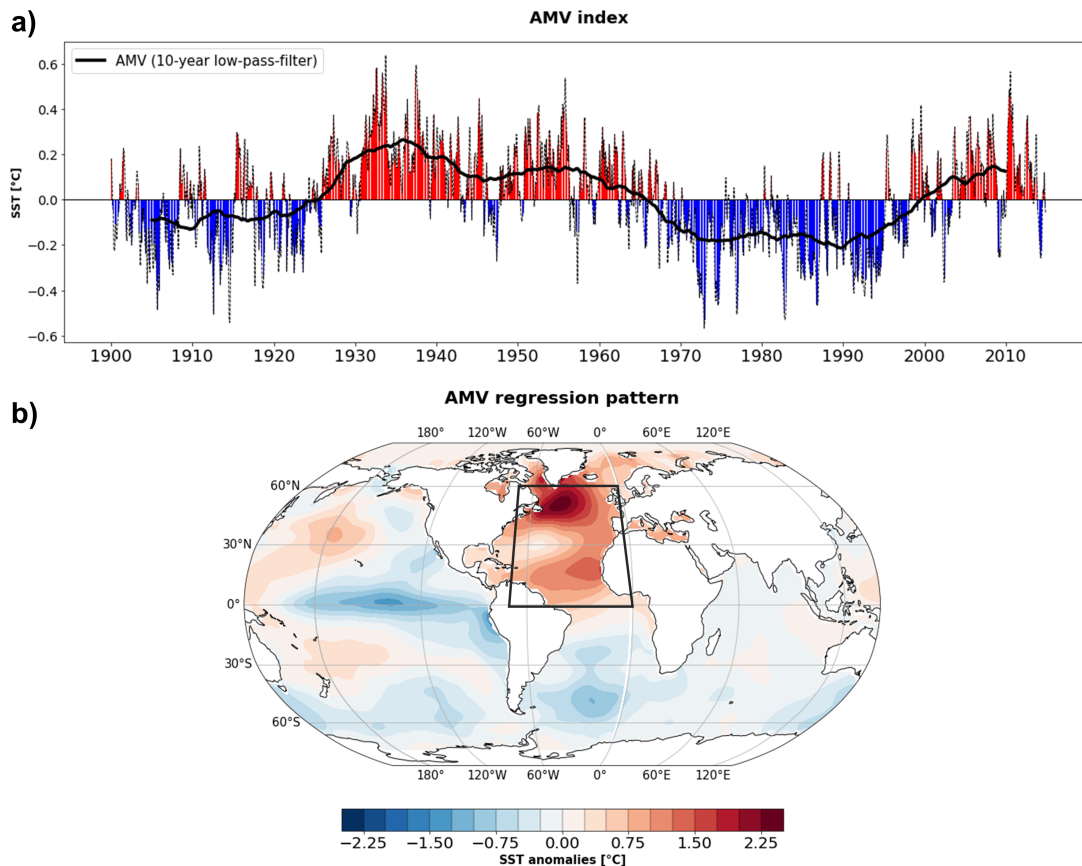 a)
AMV index
AMV (10-year low-pass-filter)
SST [°C]
0.6
0.4
0.2
0.0
−0.2
−0.4
−0.6
1900 1910 1920 1930 1940 1950 1960 1970 1980 1990 2000 2010
b)
AMV regression pattern
180° 120°W 60°W 0° 60°E 120°E
60°N
30°N
0°
30°S
60°S
180° 120°W 60°W 0° 60°E 120°E
−2.25 −1.50 −0.75 0.00 0.75 1.50 2.25
SST anomalies [°C]